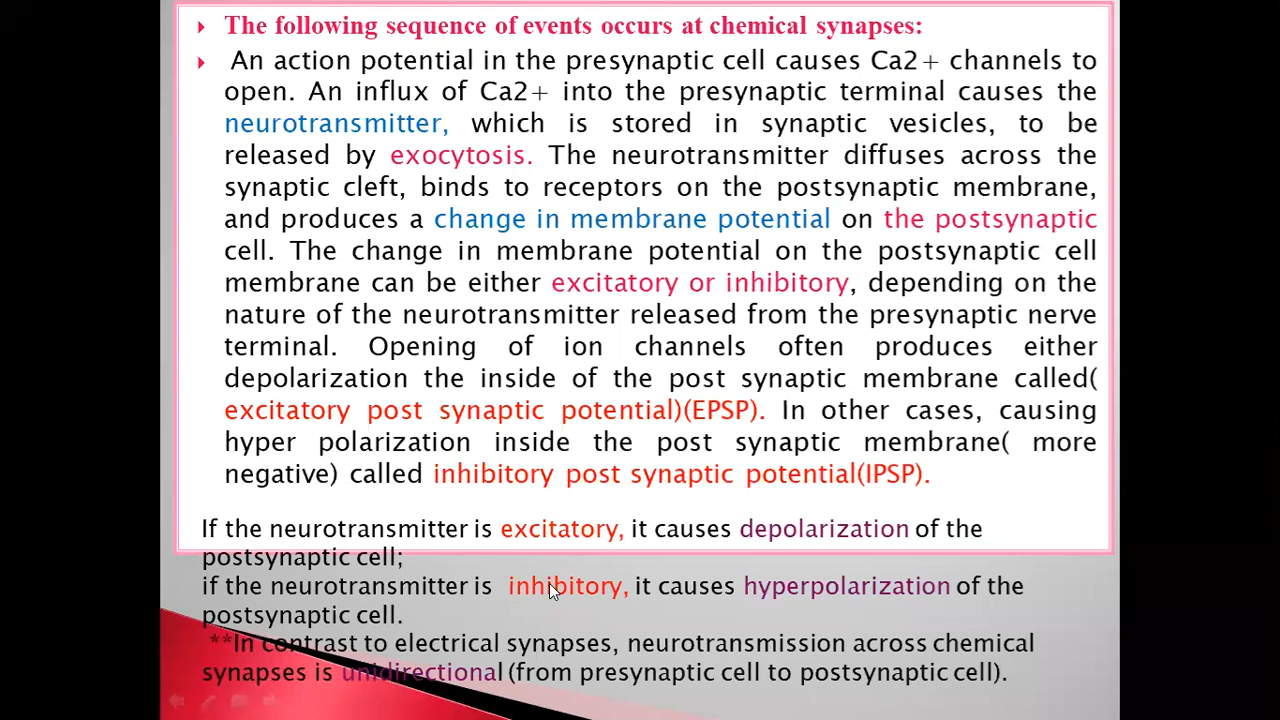 The following sequence of events occurs at chemical synapses:
An action potential in the presynaptic cell causes Ca2+ channels to
open. An influx of Ca2+ into the presynaptic terminal causes the
neurotransmitter, which is stored in synaptic vesicles, to be
released by exocytosis. The neurotransmitter diffuses across the
synaptic cleft, binds to receptors on the postsynaptic membrane,
and produces a change in membrane potential on the postsynaptic
cell. The change in membrane potential on the postsynaptic cell
membrane can be either excitatory or inhibitory, depending on the
nature of the neurotransmitter released from the presynaptic nerve
terminal. Opening of ion channels often produces either
depolarization the inside of the post synaptic membrane called(
excitatory post synaptic potential)(EPSP). In other cases, causing
hyper polarization inside the post synaptic membrane( more
negative) called inhibitory post synaptic potential(IPSP).
If the neurotransmitter is excitatory, it causes depolarization of the
postsynaptic cell;
if the neurotransmitter is inhibitory, it causes hyperpolarization of the
postsynaptic cell.
**In contrast to electrical synapses, neurotransmission across chemical
synapses is unidirectional (from presynaptic cell to postsynaptic cell).